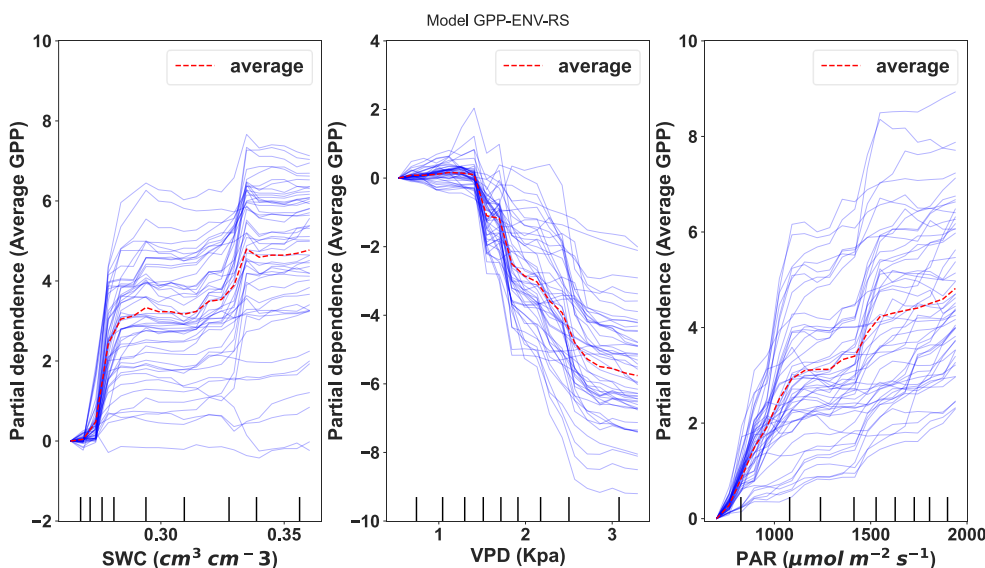 Model GPP-ENV-RS
10
8
6
4
2
0
−2
Partial dependence (Average GPP)
average
0.30
0.35
SWC (cm³ cm⁻3)
4
2
0
−2
−4
−6
−8
−10
Partial dependence (Average GPP)
average
1
2
3
VPD (Kpa)
10
8
6
4
2
0
Partial dependence (Average GPP)
average
1000
1500
2000
PAR (μmol m⁻² s⁻¹)